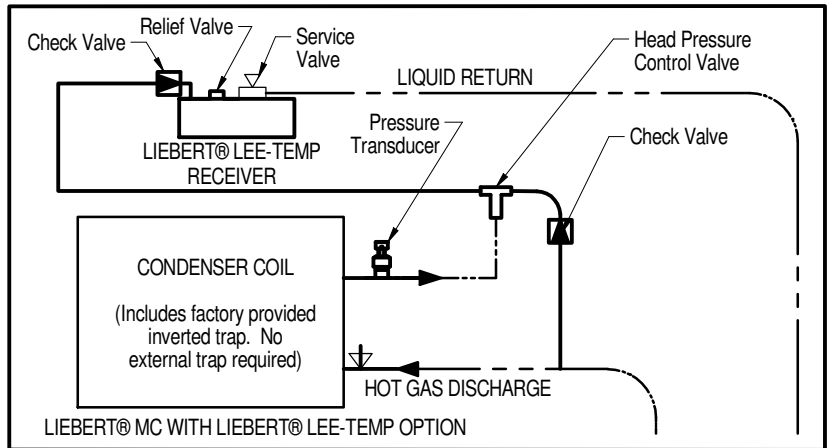 Relief Valve
Check Valve
Service
Valve
Head Pressure
Control Valve
LIQUID RETURN
Pressure
Transducer
Check Valve
LIEBERT® LEE-TEMP
RECEIVER
CONDENSER COIL
(Includes factory provided
inverted trap. No
external trap required)
HOT GAS DISCHARGE
LIEBERT® MC WITH LIEBERT® LEE-TEMP OPTION